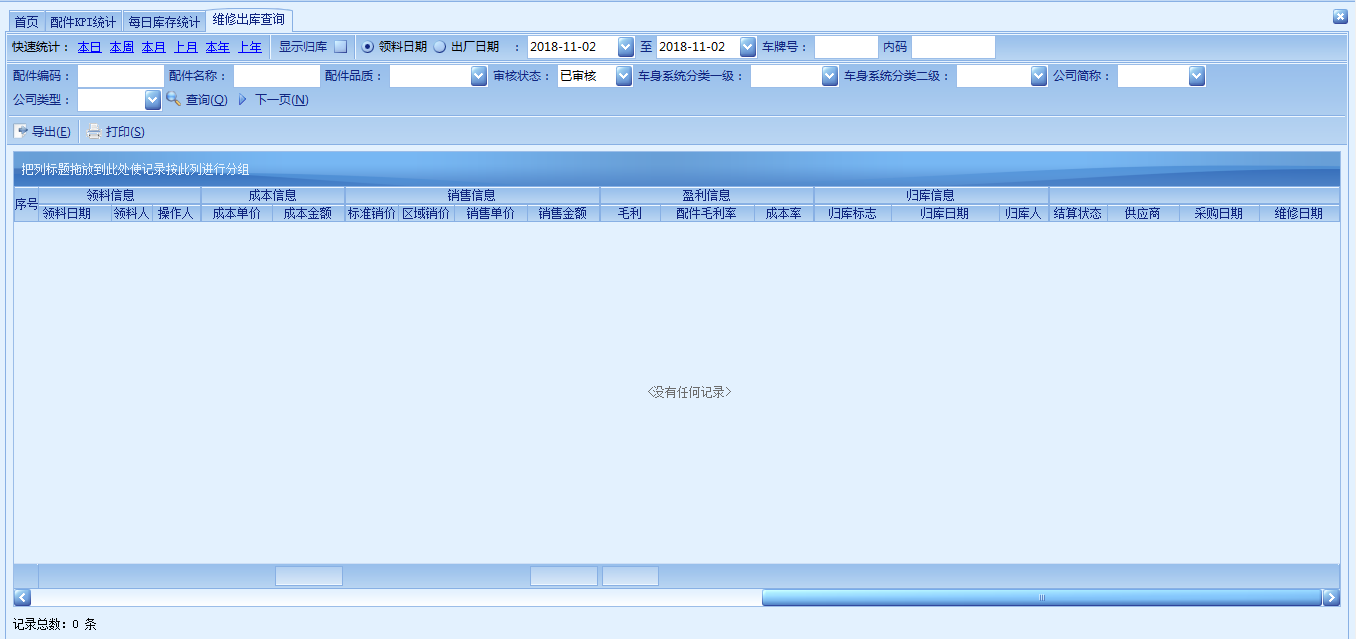 首页 配件KPI统计 每日库存统计 维修出库查询
快速统计： 本日 本周 本月 上月 本年 上年 显示归库 领料日期 出厂日期 ： 2018-11-02 至 2018-11-02 车牌号： 内码
配件编码： 配件名称： 配件品质： 审核状态： 已审核 车身系统分类一级： 车身系统分类二级： 公司简称：
公司类型： 查询(Q) 下一页(N)
导出(E) 打印(S)
把列标题拖放到此处使记录按此列进行分组
序号 领料信息 成本信息 销售信息 盈利信息 归库信息
领料日期 领料人 操作人 成本单价 成本金额 标准销价 区域销价 销售单价 销售金额 毛利 配件毛利率 成本率 归库标志 归库日期 归库人 结算状态 供应商 采购日期 维修日期
<没有任何记录>
记录总数：0 条